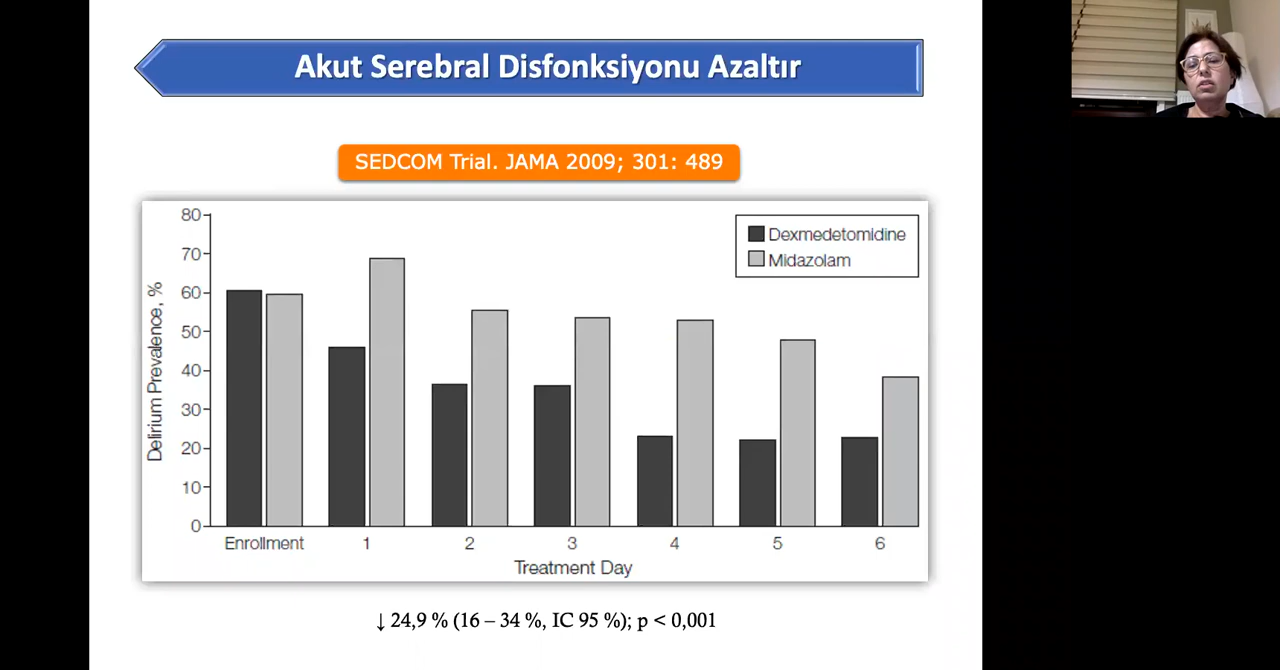 Akut Serebral Disfonksiyonu Azaltır
SEDCOM Trial. JAMA 2009; 301: 489
Delirium Prevalence, %
80
70
60
50
40
30
20
10
0
Dexmedetomidine
Midazolam
Enrollment 1 2 3 4 5 6
Treatment Day
↓ 24,9 % (16 – 34 %, IC 95 %); p < 0,001